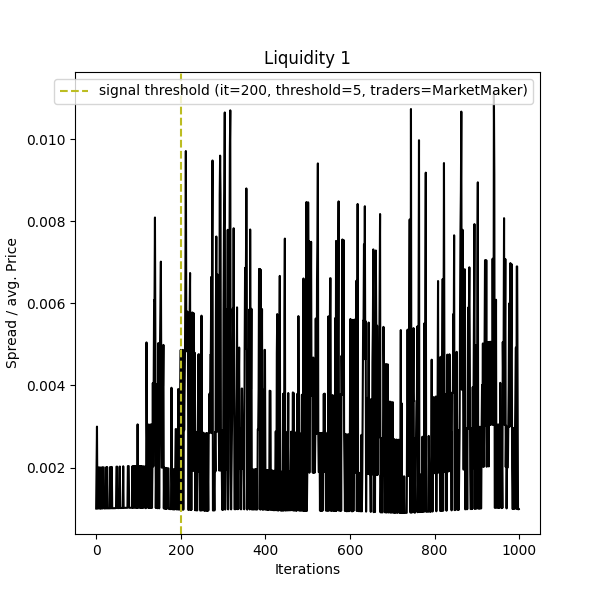 Liquidity 1
signal threshold (it=200, threshold=5, traders=MarketMaker)
0.010
0.008
0.006
0.004
0.002
Spread / avg. Price
0 200 400 600 800 1000
Iterations